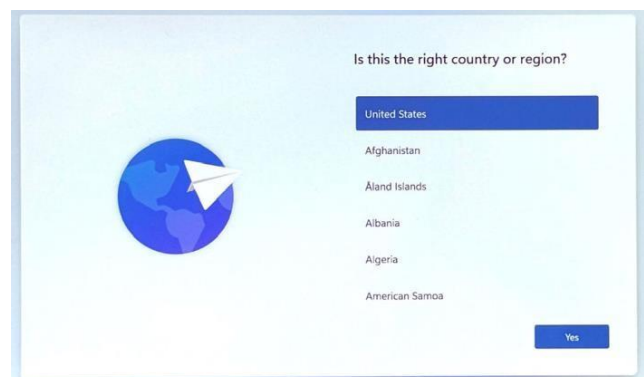 Is this the right country or region?
United States
Afghanistan
Åland Islands
Albania
Algeria
American Samoa
Yes